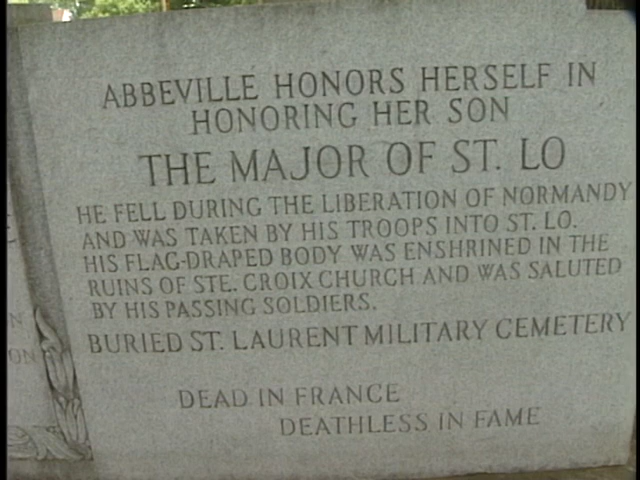 ABBEVILLE HONORS HERSELF IN
HONORING HER SON
THE MAJOR OF ST. LO
HE FELL DURING THE LIBERATION OF NORMANDY
AND WAS TAKEN BY HIS TROOPS INTO ST. LO.
HIS FLAG-DRAPED BODY WAS ENSHRINED IN THE
RUINS OF STE. CROIX CHURCH AND WAS SALUTED
BY HIS PASSING SOLDIERS.
BURIED ST. LAURENT MILITARY CEMETERY
DEAD IN FRANCE
DEATHLESS IN FAME